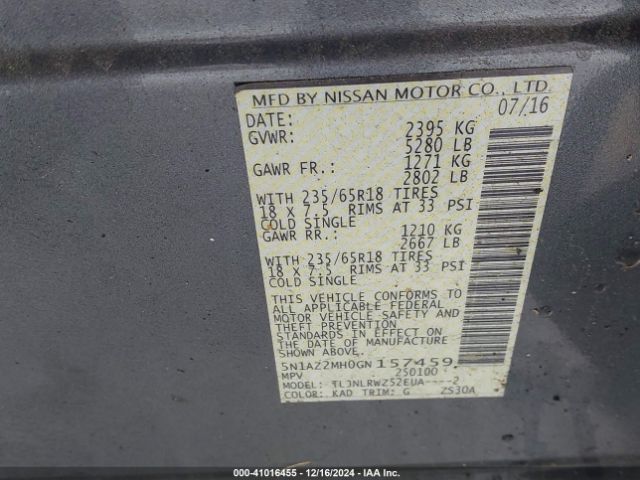 MFD BY NISSAN MOTOR CO., LTD.
DATE: 07/16
GVWR: 2395 KG
5280 LB
GAWR FR.: 1271 KG
2802 LB
WITH 235/65R18 TIRES
18 X 7.5 RIMS AT 33 PSI
COLD SINGLE
GAWR RR.: 1210 KG
2667 LB
WITH 235/65R18 TIRES
18 X 7.5 RIMS AT 33 PSI
COLD SINGLE
THIS VEHICLE CONFORMS TO
ALL APPLICABLE FEDERAL
MOTOR VEHICLE SAFETY AND
THEFT PREVENTION
STANDARDS IN EFFECT ON
THE DATE OF MANUFACTURE
SHOWN ABOVE.
5N1AZ2MH0GN 157459
MPV 250100
MODEL: TLJNLRWZ52EUA----2
COLOR: KAD TRIM: G ZS30A
000-41016455 - 12/16/2024 - IAA Inc.